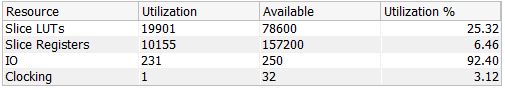 Resource Utilization Available Utilization %
Slice LUTs 19901 78600 25.32
Slice Registers 10155 157200 6.46
IO 231 250 92.40
Clocking 1 32 3.12